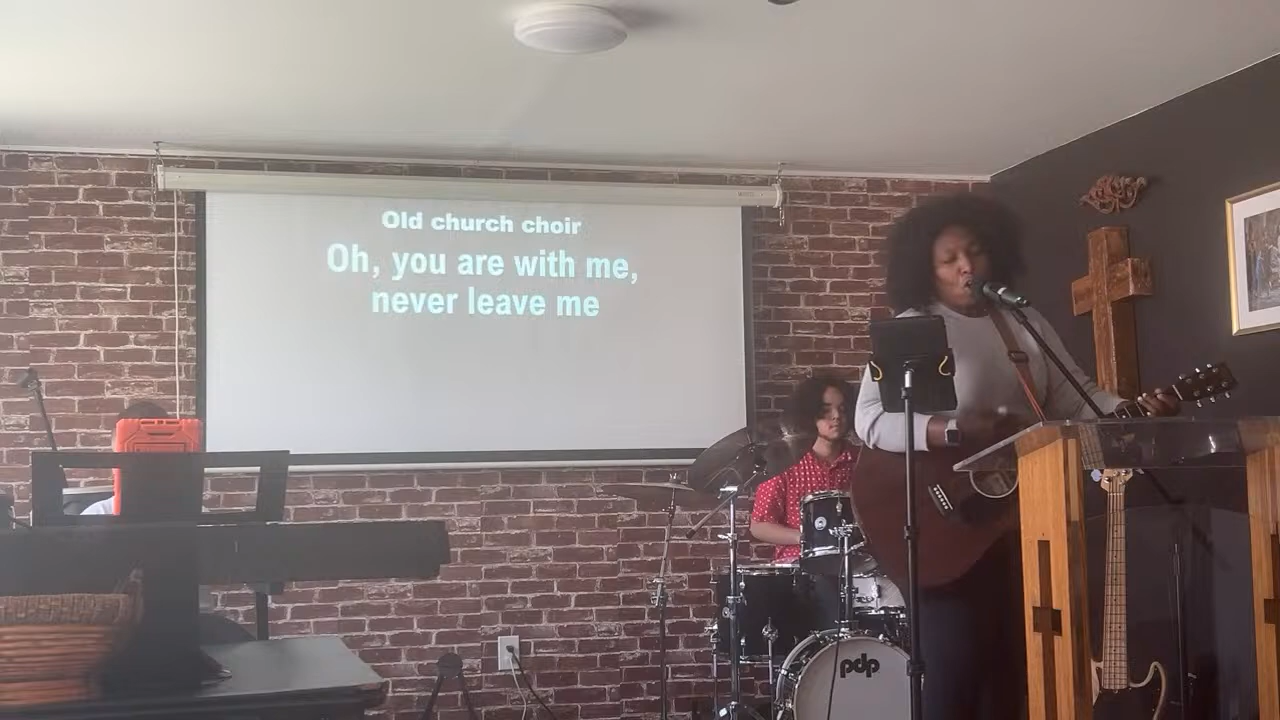 Old church choir
Oh, you are with me,
never leave me
pdp